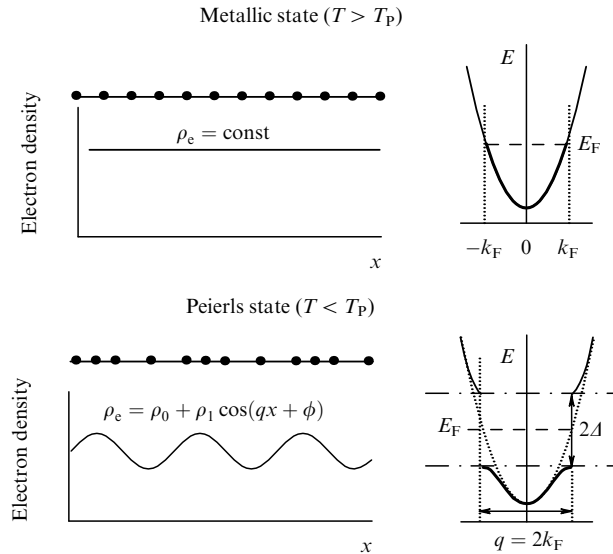 Metallic state (T > T_P)
Electron density
ρ_e = const
x
E
E_F
−k_F 0 k_F
Peierls state (T < T_P)
Electron density
ρ_e = ρ_0 + ρ_1 cos(qx + ϕ)
x
E
E_F
2Δ
q = 2k_F